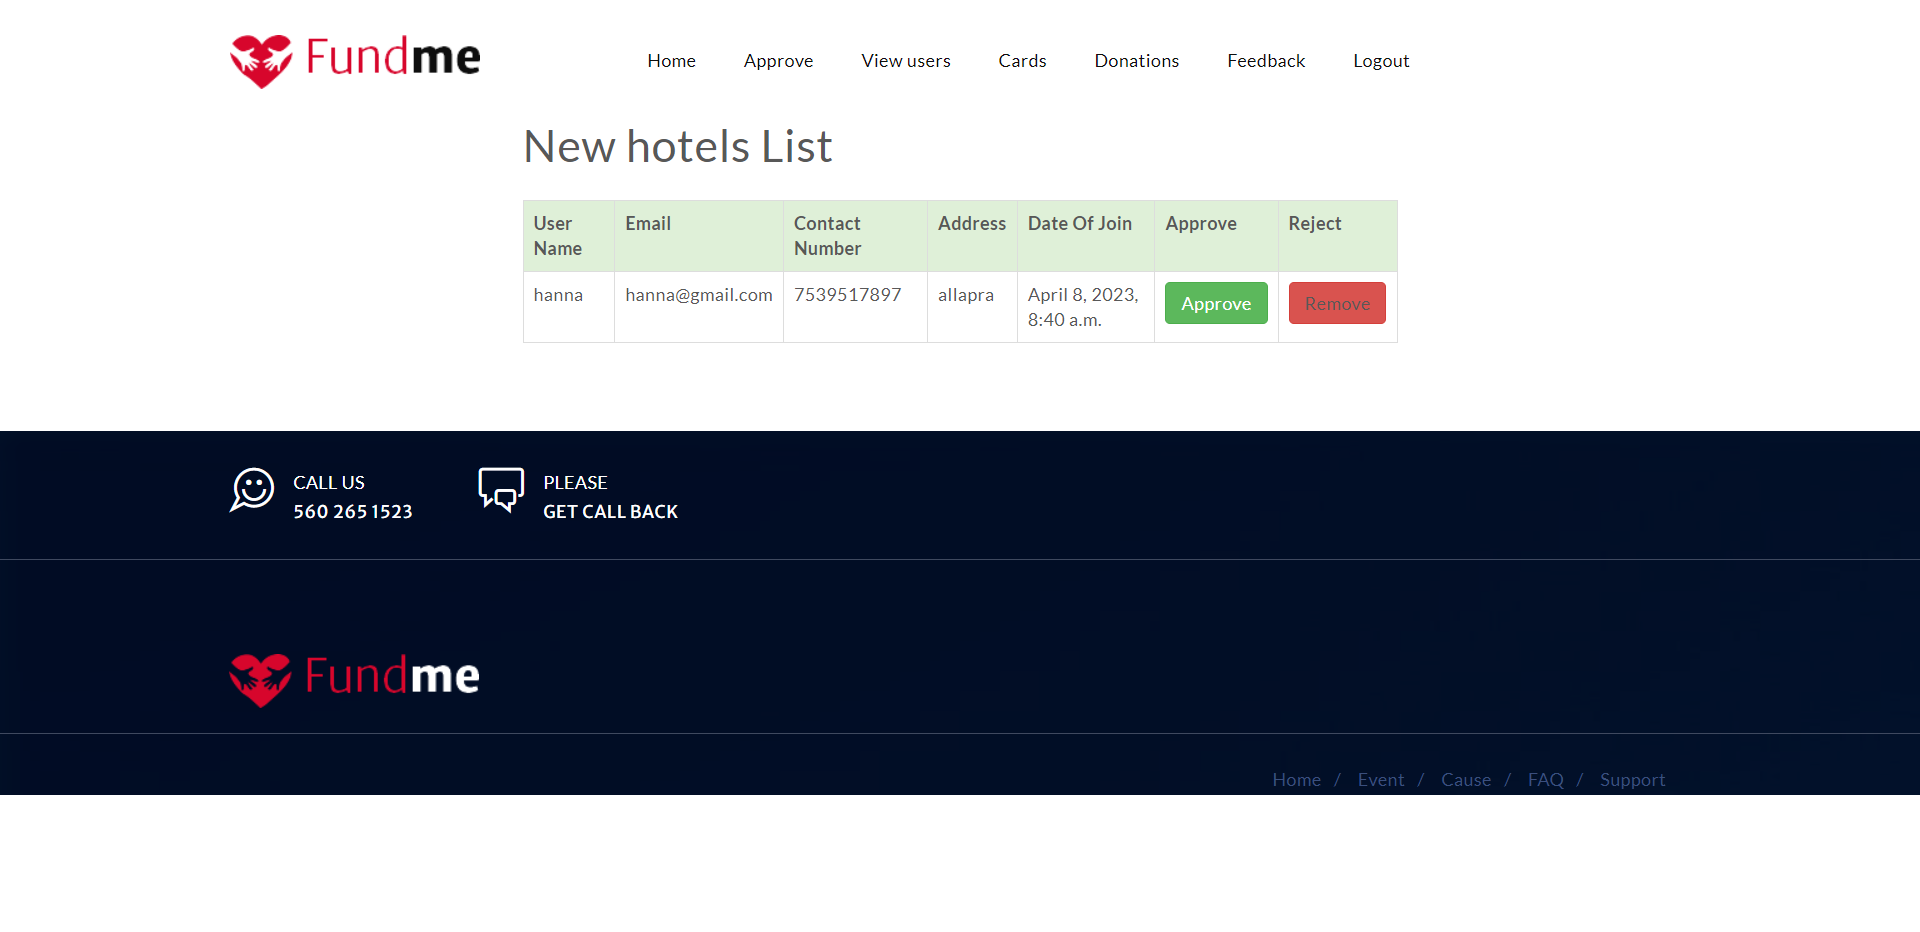 Fundme
Home Approve View users Cards Donations Feedback Logout
New hotels List
User Name Email Contact Number Address Date Of Join Approve Reject
hanna hanna@gmail.com 7539517897 allapra April 8, 2023, 8:40 a.m. Approve Remove
CALL US
560 265 1523
PLEASE
GET CALL BACK
Fundme
Home / Event / Cause / FAQ / Support